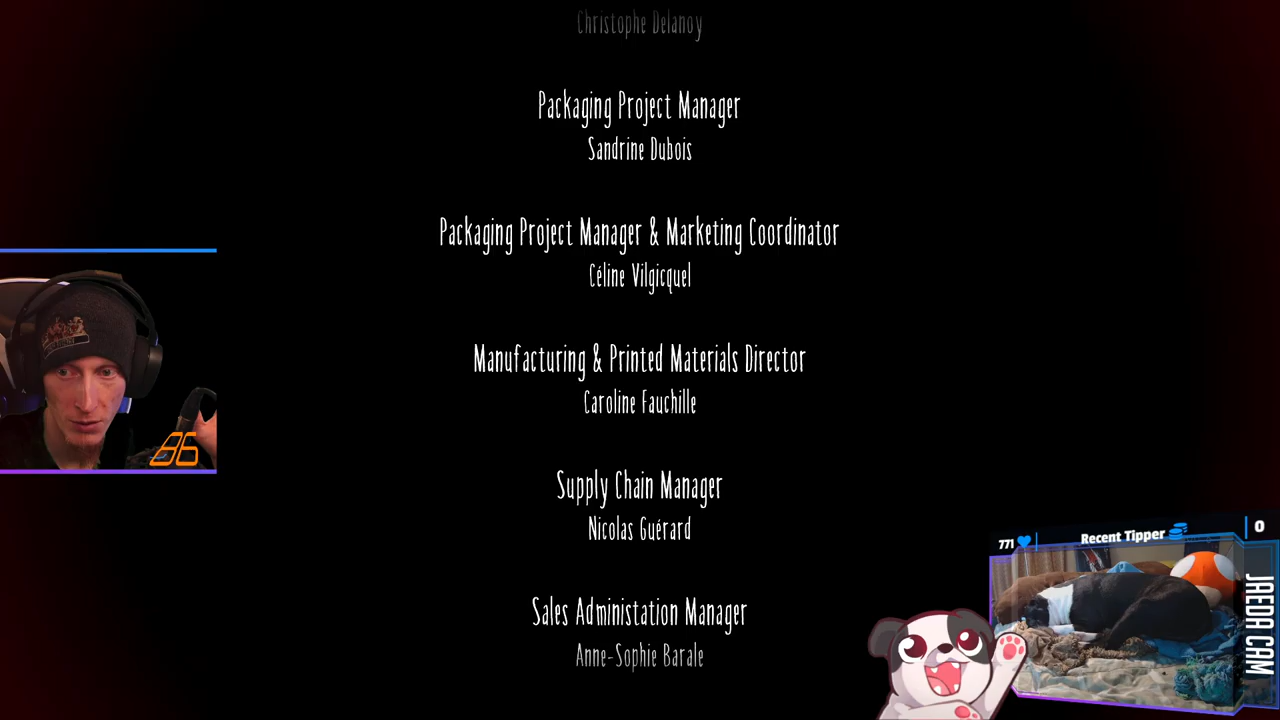 Christophe Delanoy
Packaging Project Manager
Sandrine Dubois
Packaging Project Manager & Marketing Coordinator
Céline Vilgicquel
Manufacturing & Printed Materials Director
Caroline Fauchille
Supply Chain Manager
Nicolas Guérard
Sales Administation Manager
Anne-Sophie Barale
86
771
Recent Tipper
0
JAEDA CAM